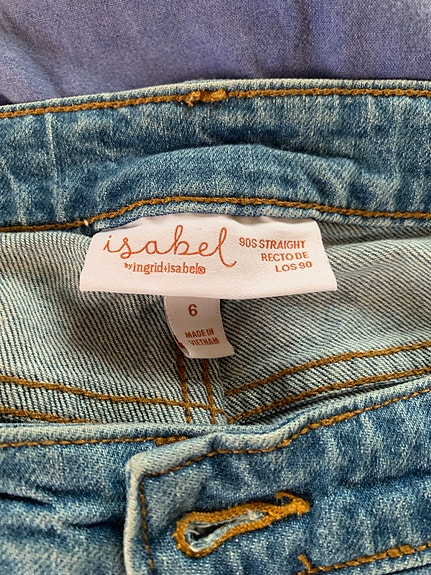 isabel
by ingrid+isabel®
90S STRAIGHT
RECTO DE
LOS 90
6
MADE IN
VIETNAM